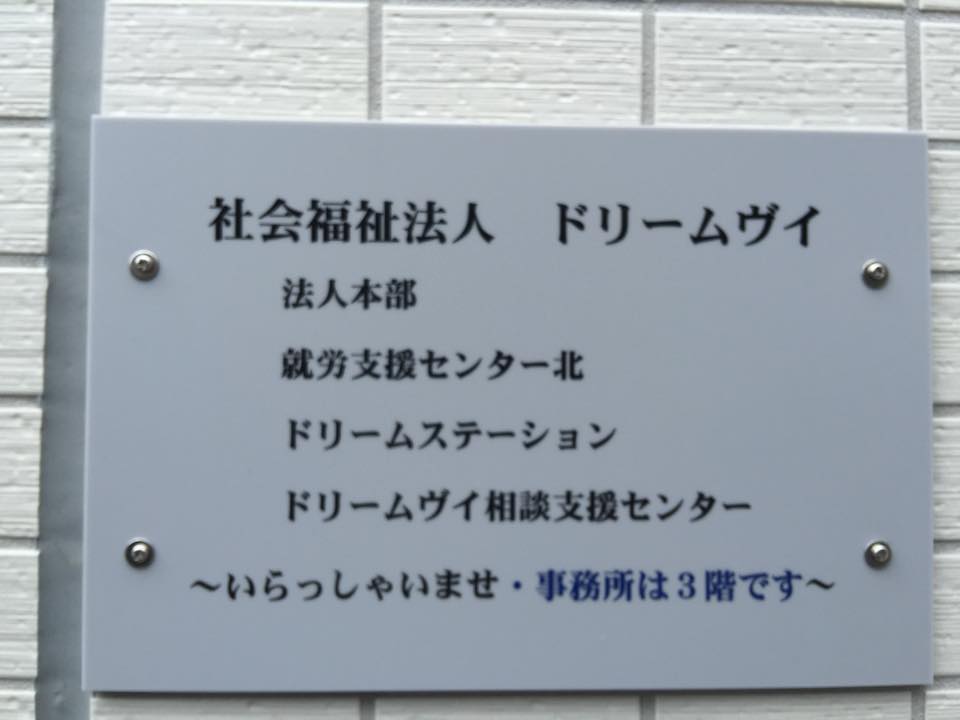 社会福祉法人　ドリームヴイ
法人本部
就労支援センター北
ドリームステーション
ドリームヴイ相談支援センター
～いらっしゃいませ・事務所は３階です～